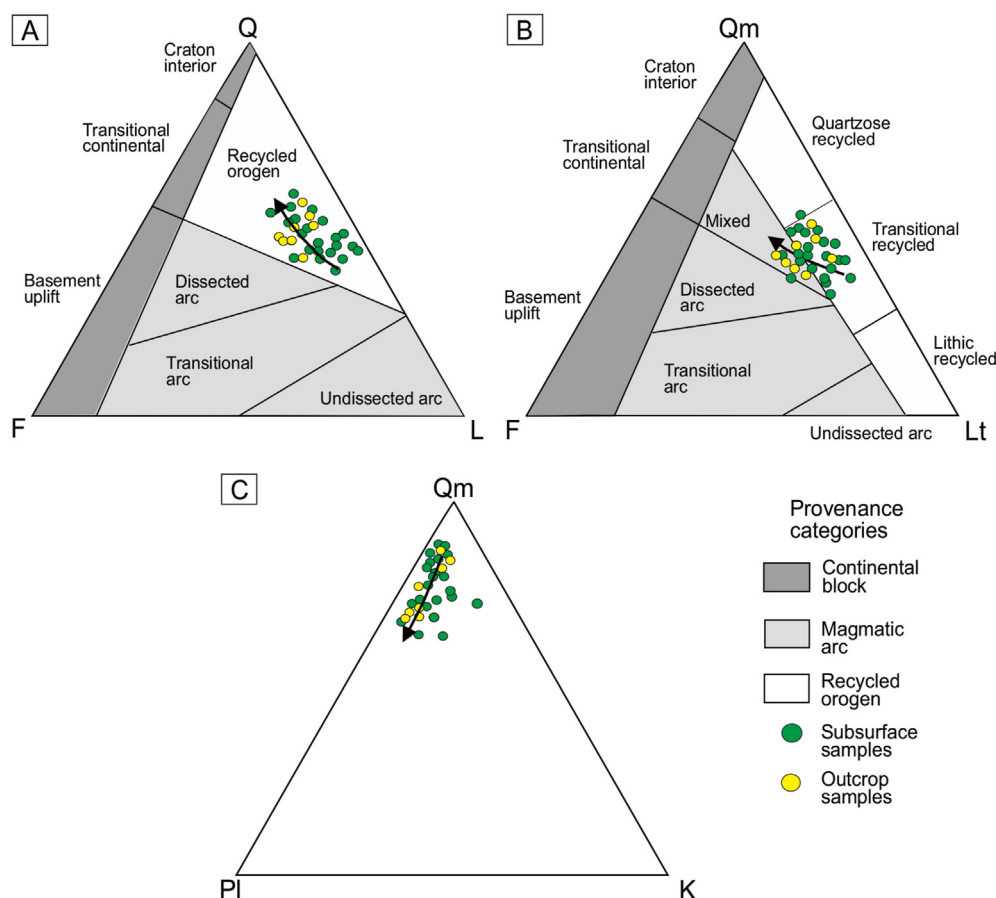 A
Q
Craton
interior
Transitional
continental
Recycled
orogen
Basement
uplift
Dissected
arc
Transitional
arc
Undissected arc
F
L
B
Qm
Craton
interior
Quartzose
recycled
Transitional
continental
Mixed
Transitional
recycled
Dissected
arc
Basement
uplift
Lithic
recycled
Transitional
arc
F
Undissected arc
Lt
C
Qm
Pl
K
Provenance
categories
Continental
block
Magmatic
arc
Recycled
orogen
Subsurface
samples
Outcrop
samples